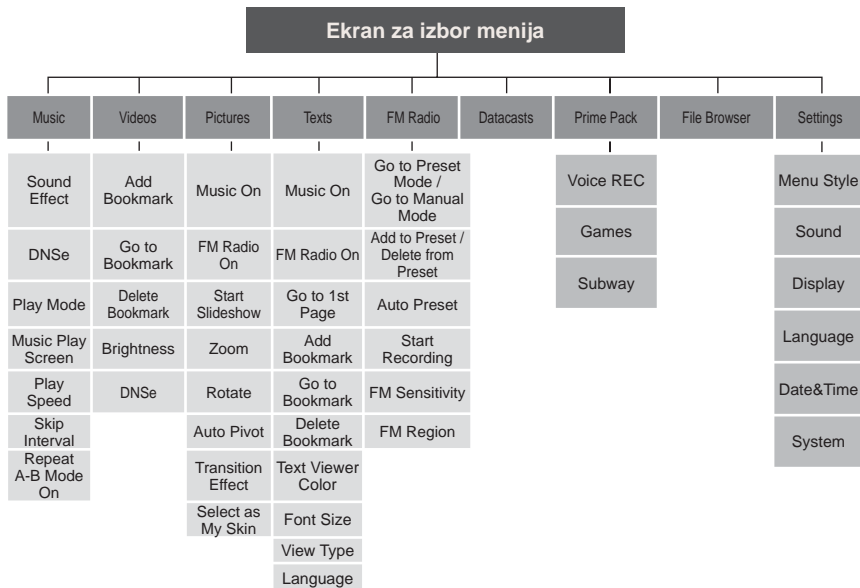 Ekran za izbor menija
Music
Videos
Pictures
Texts
FM Radio
Datacasts
Prime Pack
File Browser
Settings
Sound
Effect
DNSe
Play Mode
Music Play
Screen
Play
Speed
Skip
Interval
Repeat
A-B Mode
On
Add
Bookmark
Go to
Bookmark
Delete
Bookmark
Brightness
DNSe
Music On
FM Radio
On
Start
Slideshow
Zoom
Rotate
Auto Pivot
Transition
Effect
Select as
My Skin
Music On
FM Radio On
Go to 1st
Page
Add
Bookmark
Go to
Bookmark
Delete
Bookmark
Text Viewer
Color
Font Size
View Type
Language
Go to Preset
Mode /
Go to Manual
Mode
Add to Preset /
Delete from
Preset
Auto Preset
Start
Recording
FM Sensitivity
FM Region
Voice REC
Games
Subway
Menu Style
Sound
Display
Language
Date&Time
System